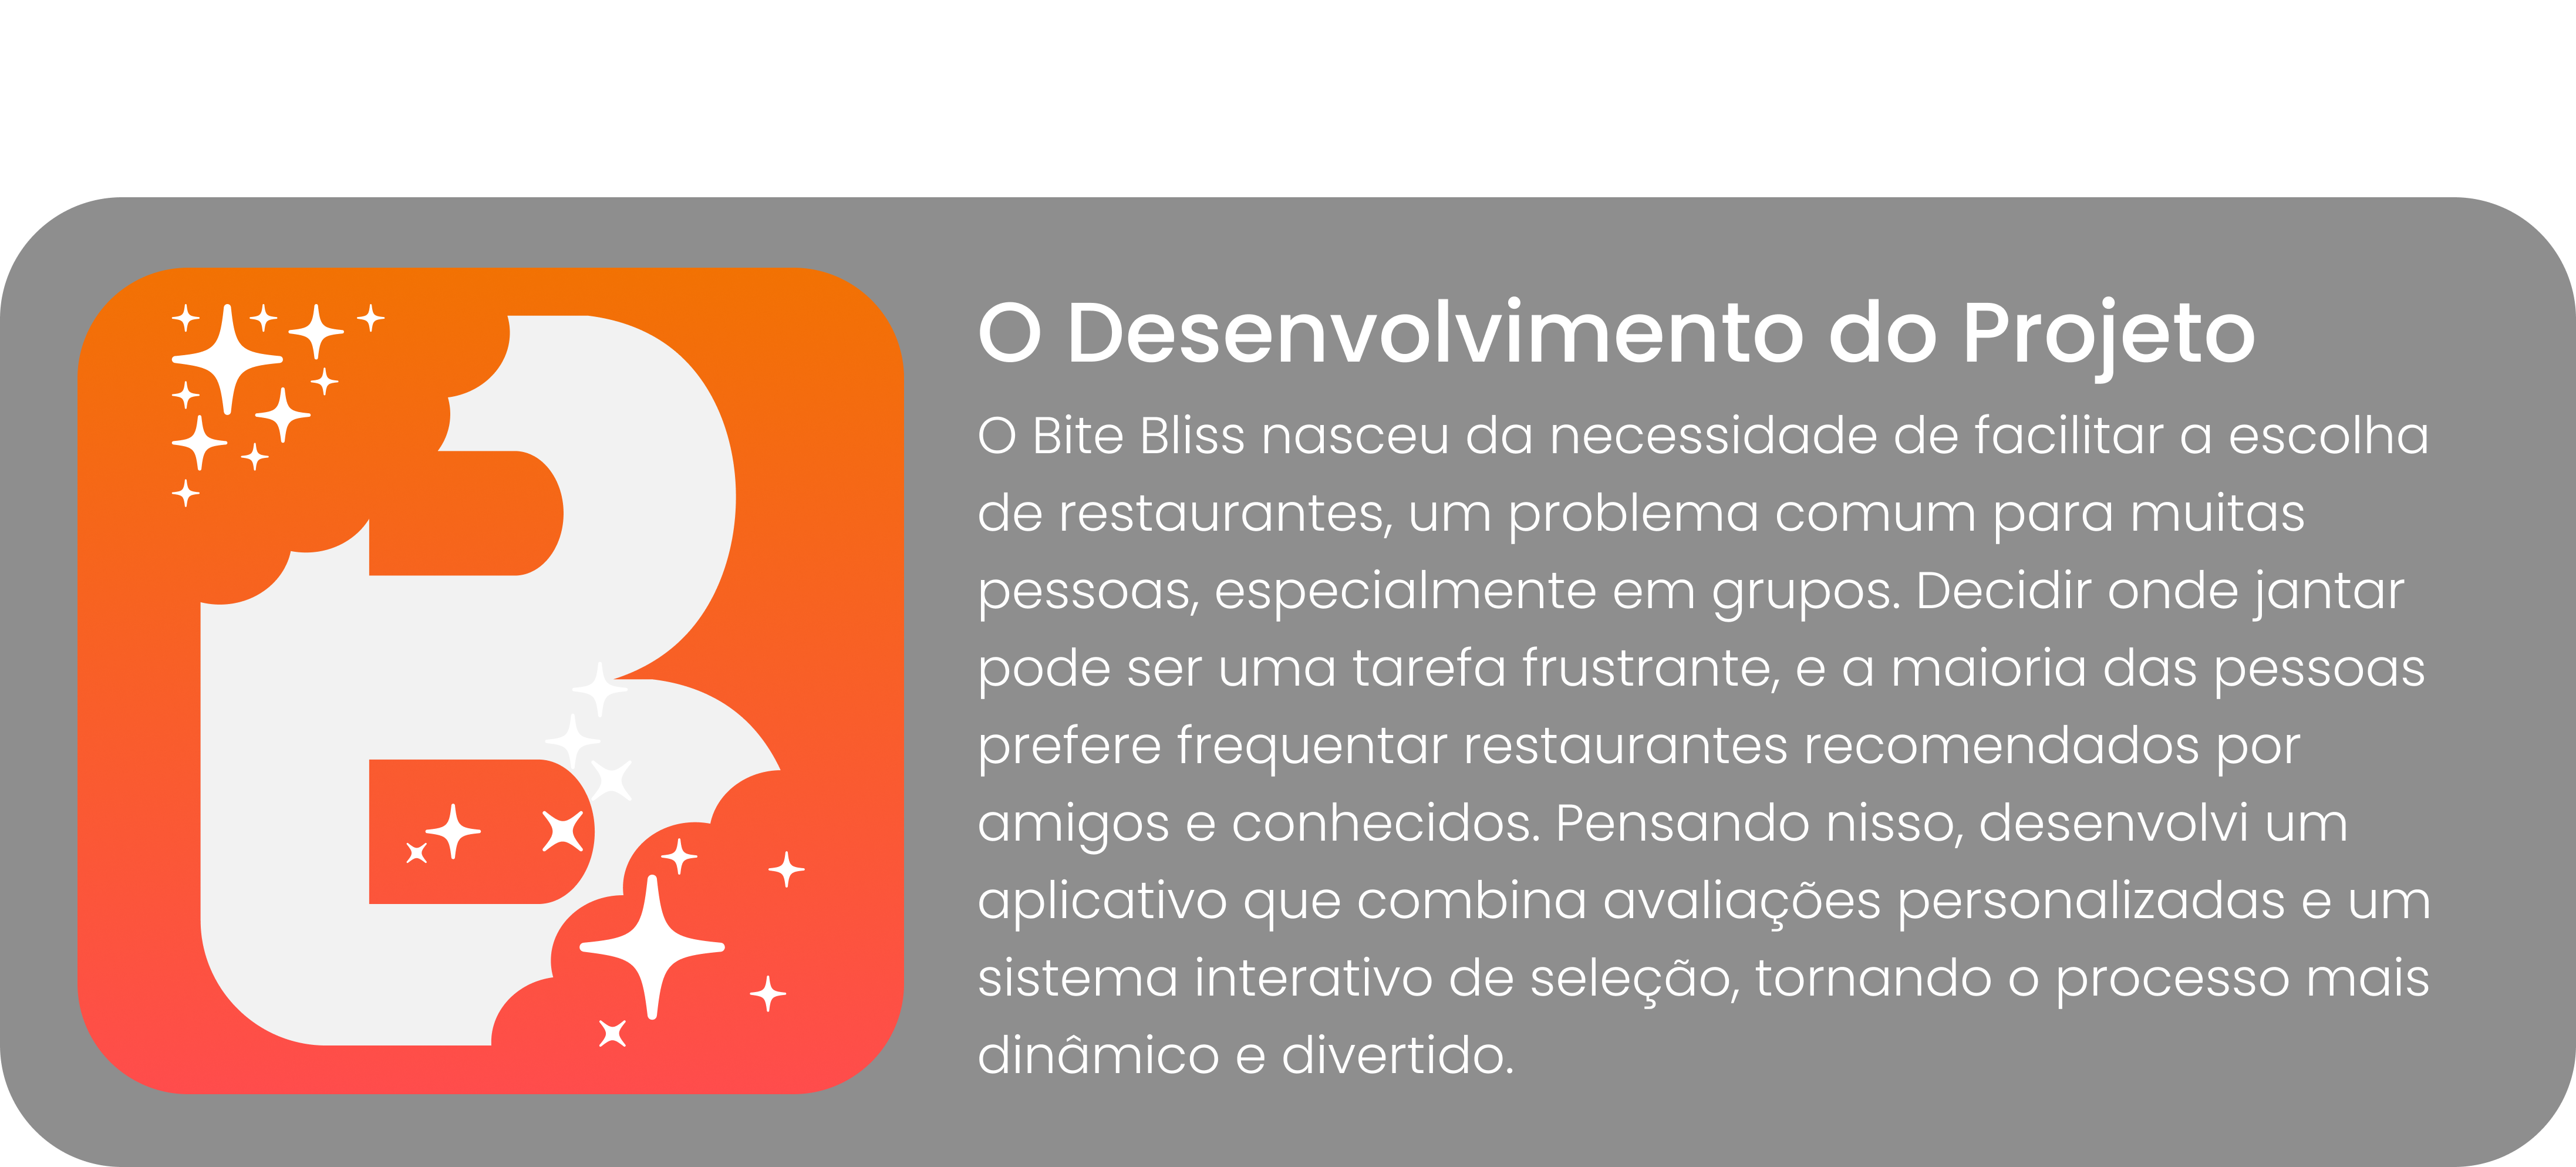 O Desenvolvimento do Projeto
O Bite Bliss nasceu da necessidade de facilitar a escolha
de restaurantes, um problema comum para muitas
pessoas, especialmente em grupos. Decidir onde jantar
pode ser uma tarefa frustrante, e a maioria das pessoas
prefere frequentar restaurantes recomendados por
amigos e conhecidos. Pensando nisso, desenvolvi um
aplicativo que combina avaliações personalizadas e um
sistema interativo de seleção, tornando o processo mais
dinâmico e divertido.